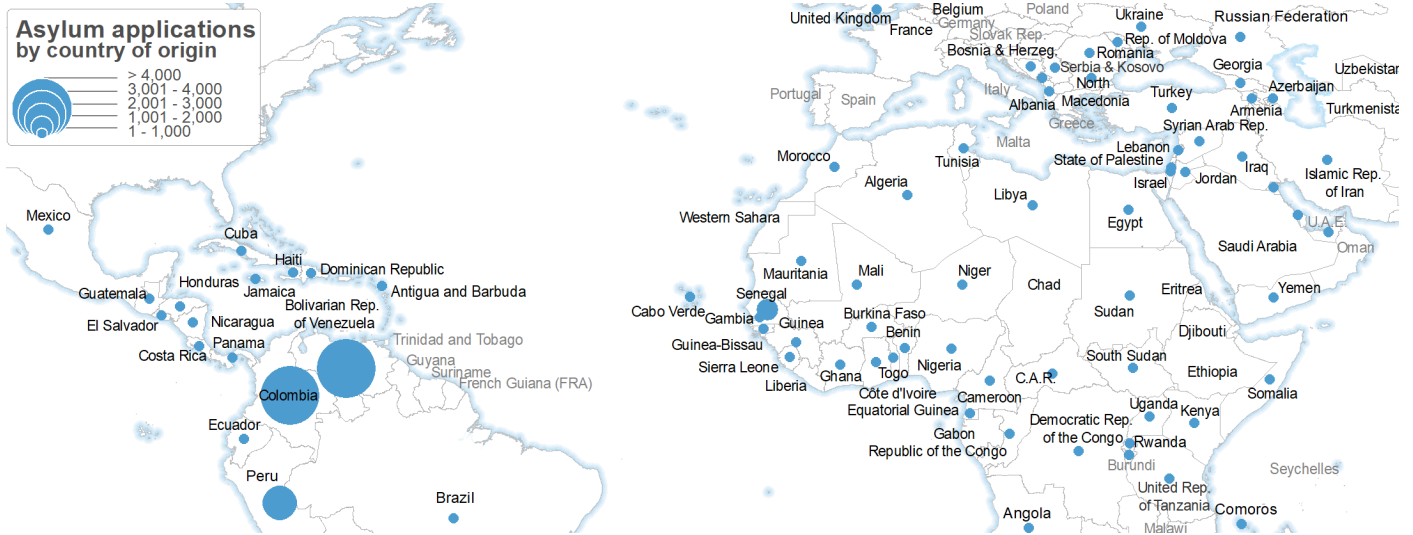 Asylum applications
by country of origin
> 4,000
3,001 - 4,000
2,001 - 3,000
1,001 - 2,000
1 - 1,000
United Kingdom
Belgium
Germany
France
Poland
Slovak Rep.
Ukraine
Russian Federation
Bosnia & Herzeg.
Rep. of Moldova
Romania
Serbia & Kosovo
Georgia
Uzbekistan
Portugal
Spain
Italy
North
Macedonia
Albania
Greece
Turkey
Azerbaijan
Armenia
Turkmenista
Syrian Arab Rep.
Malta
Morocco
Tunisia
Lebanon
State of Palestine
Israel
Jordan
Iraq
Islamic Rep.
of Iran
Algeria
Libya
Egypt
Western Sahara
U.A.E.
Saudi Arabia
Oman
Mexico
Cuba
Haiti
Dominican Republic
Honduras
Jamaica
Antigua and Barbuda
Guatemala
El Salvador
Nicaragua
Bolivarian Rep.
of Venezuela
Costa Rica
Panama
Trinidad and Tobago
Guyana
Suriname
French Guiana (FRA)
Colombia
Ecuador
Peru
Brazil
Mauritania
Mali
Niger
Chad
Eritrea
Yemen
Senegal
Cabo Verde
Gambia
Guinea
Burkina Faso
Benin
Sudan
Djibouti
Guinea-Bissau
Sierra Leone
Liberia
Ghana
Togo
Nigeria
South Sudan
Ethiopia
Côte d'Ivoire
Cameroon
C.A.R.
Somalia
Equatorial Guinea
Gabon
Republic of the Congo
Democratic Rep.
of the Congo
Uganda
Kenya
Rwanda
Burundi
Seychelles
United Rep.
of Tanzania
Angola
Comoros
Malawi